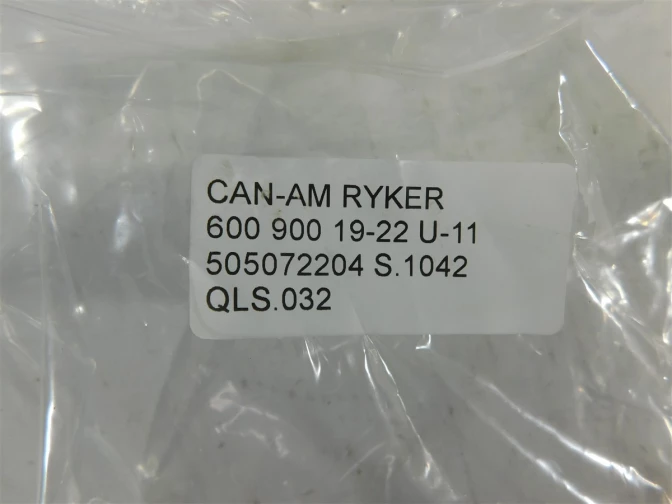 CAN-AM RYKER
600 900 19-22 U-11
505072204 S.1042
QLS.032